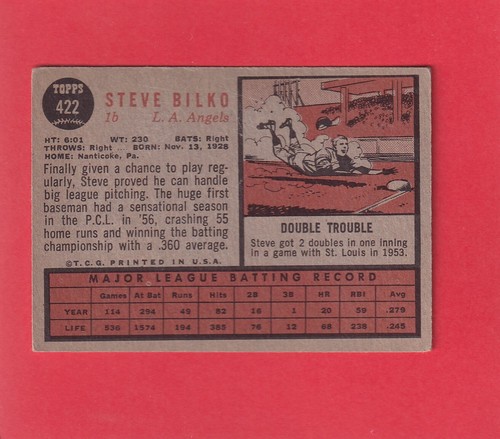 TOPPS
422
STEVE BILKO
1b L. A. Angels
HT: 6:01 WT: 230 BATS: Right
THROWS: Right BORN: Nov. 13, 1928
HOME: Nanticoke, Pa.
Finally given a chance to play reg-
ularly, Steve proved he can handle
big league pitching. The huge first
baseman had a sensational season
in the P.C.L. in '56, crashing 55
home runs and winning the batting
championship with a .360 average.
©T.C.G. PRINTED IN U.S.A.
DOUBLE TROUBLE
Steve got 2 doubles in one inning
in a game with St. Louis in 1953.
MAJOR LEAGUE BATTING RECORD
Games At Bat Runs Hits 2B 3B HR RBI Avg
YEAR 114 294 49 82 16 1 20 59 .279
LIFE 536 1574 194 385 76 12 68 238 .245